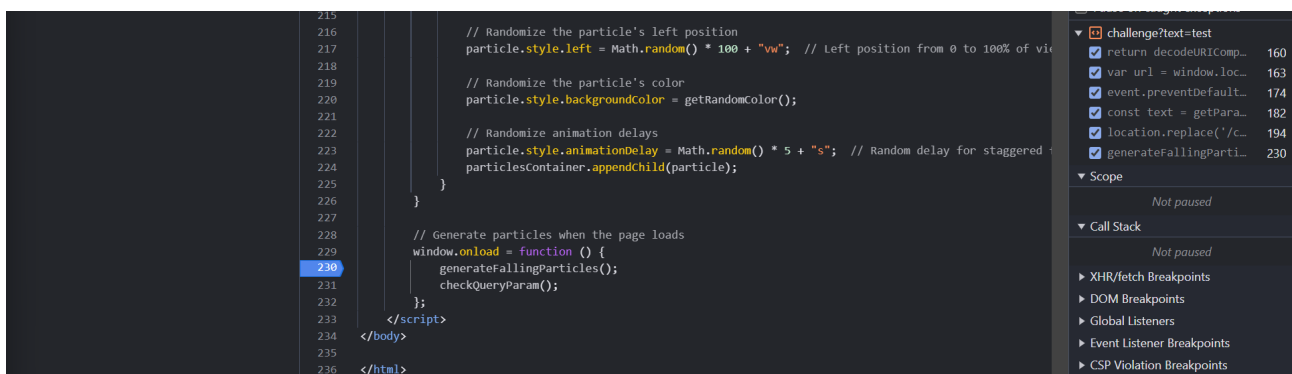 215
216 // Randomize the particle's left position
217 particle.style.left = Math.random() * 100 + "vw"; // Left position from 0 to 100% of vi
218
219 // Randomize the particle's color
220 particle.style.backgroundColor = getRandomColor();
221
222 // Randomize animation delays
223 particle.style.animationDelay = Math.random() * 5 + "s"; // Random delay for staggered
224 particlesContainer.appendChild(particle);
225 }
226 }
227
228 // Generate particles when the page loads
229 window.onload = function () {
230 generateFallingParticles();
231 checkQueryParam();
232 };
233 </script>
234 </body>
235
236 </html>
challenge?text=test
return decodeURIComp... 160
var url = window.loc... 163
event.preventDefault... 174
const text = getPara... 182
location.replace('/c... 194
generateFallingParti... 230
Scope
Not paused
Call Stack
Not paused
XHR/fetch Breakpoints
DOM Breakpoints
Global Listeners
Event Listener Breakpoints
CSP Violation Breakpoints